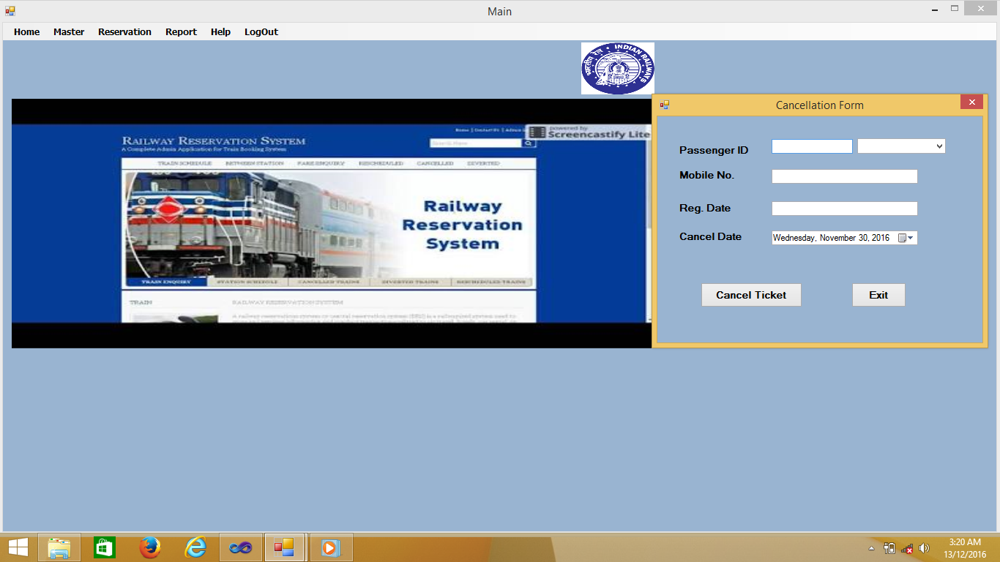 Main
Home Master Reservation Report Help LogOut
भारतीय रेल • INDIAN RAILWAYS
Cancellation Form
Home | Contact Us | Admin
powered by
Screencastify Lite
RAILWAY RESERVATION SYSTEM
A Complete Admin Application for Train Booking System
Search Here
TRAIN SCHEDULE BETWEEN STATION FARE ENQUIRY RESCHEDULED CANCELLED DIVERTED
Railway
Reservation
System
TRAIN ENQUIRY STATION SCHEDULE CANCELLED TRAINS DIVERTED TRAINS RESCHEDULED TRAINS
TRAIN RAILWAY RESERVATION SYSTEM
Passenger ID
Mobile No.
Reg. Date
Cancel Date Wednesday, November 30, 2016
Cancel Ticket Exit
3:20 AM
13/12/2016